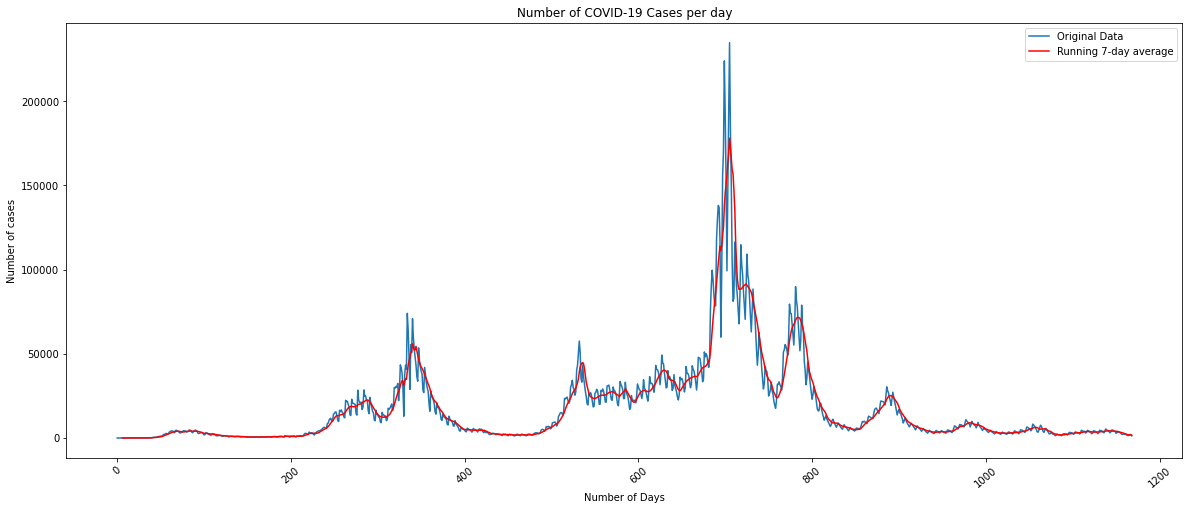 Number of COVID-19 Cases per day
Original Data
Running 7-day average
Number of cases
200000
150000
100000
50000
0
0
200
400
600
800
1000
1200
Number of Days